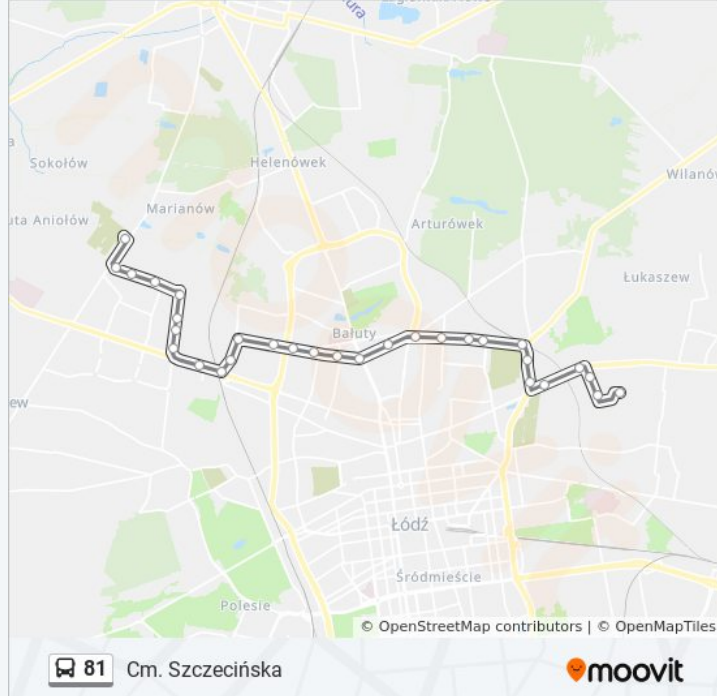 Sokołów
Helenówek
Wilanów
Marianów
uta Aniołów
Arturówek
Łukaszew
Bałuty
ew
Łódź
Śródmieście
Polesie
© OpenStreetMap contributors | © OpenMapTiles
81 Cm. Szczecińska
moovit